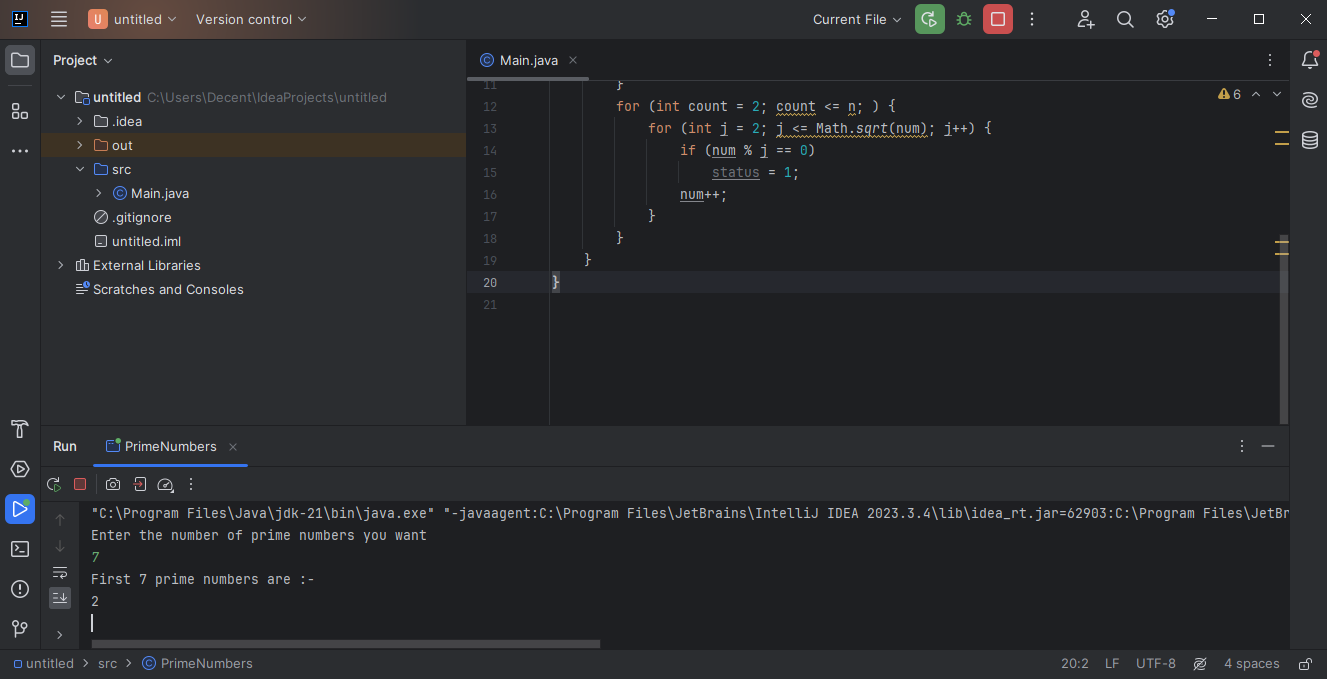 U untitled Version control Current File
Project
Main.java
untitled C:\Users\Decent\IdeaProjects\untitled
.idea
out
src
Main.java
.gitignore
untitled.iml
External Libraries
Scratches and Consoles
6
11 }
12 for (int count = 2; count <= n; ) {
13 for (int j = 2; j <= Math.sqrt(num); j++) {
14 if (num % j == 0)
15 status = 1;
16 num++;
17 }
18 }
19 }
20 }
21
Run PrimeNumbers
"C:\Program Files\Java\jdk-21\bin\java.exe" "-javaagent:C:\Program Files\JetBrains\IntelliJ IDEA 2023.3.4\lib\idea_rt.jar=62903:C:\Program Files\JetBr
Enter the number of prime numbers you want
7
First 7 prime numbers are :-
2
untitled > src > PrimeNumbers 20:2 LF UTF-8 4 spaces